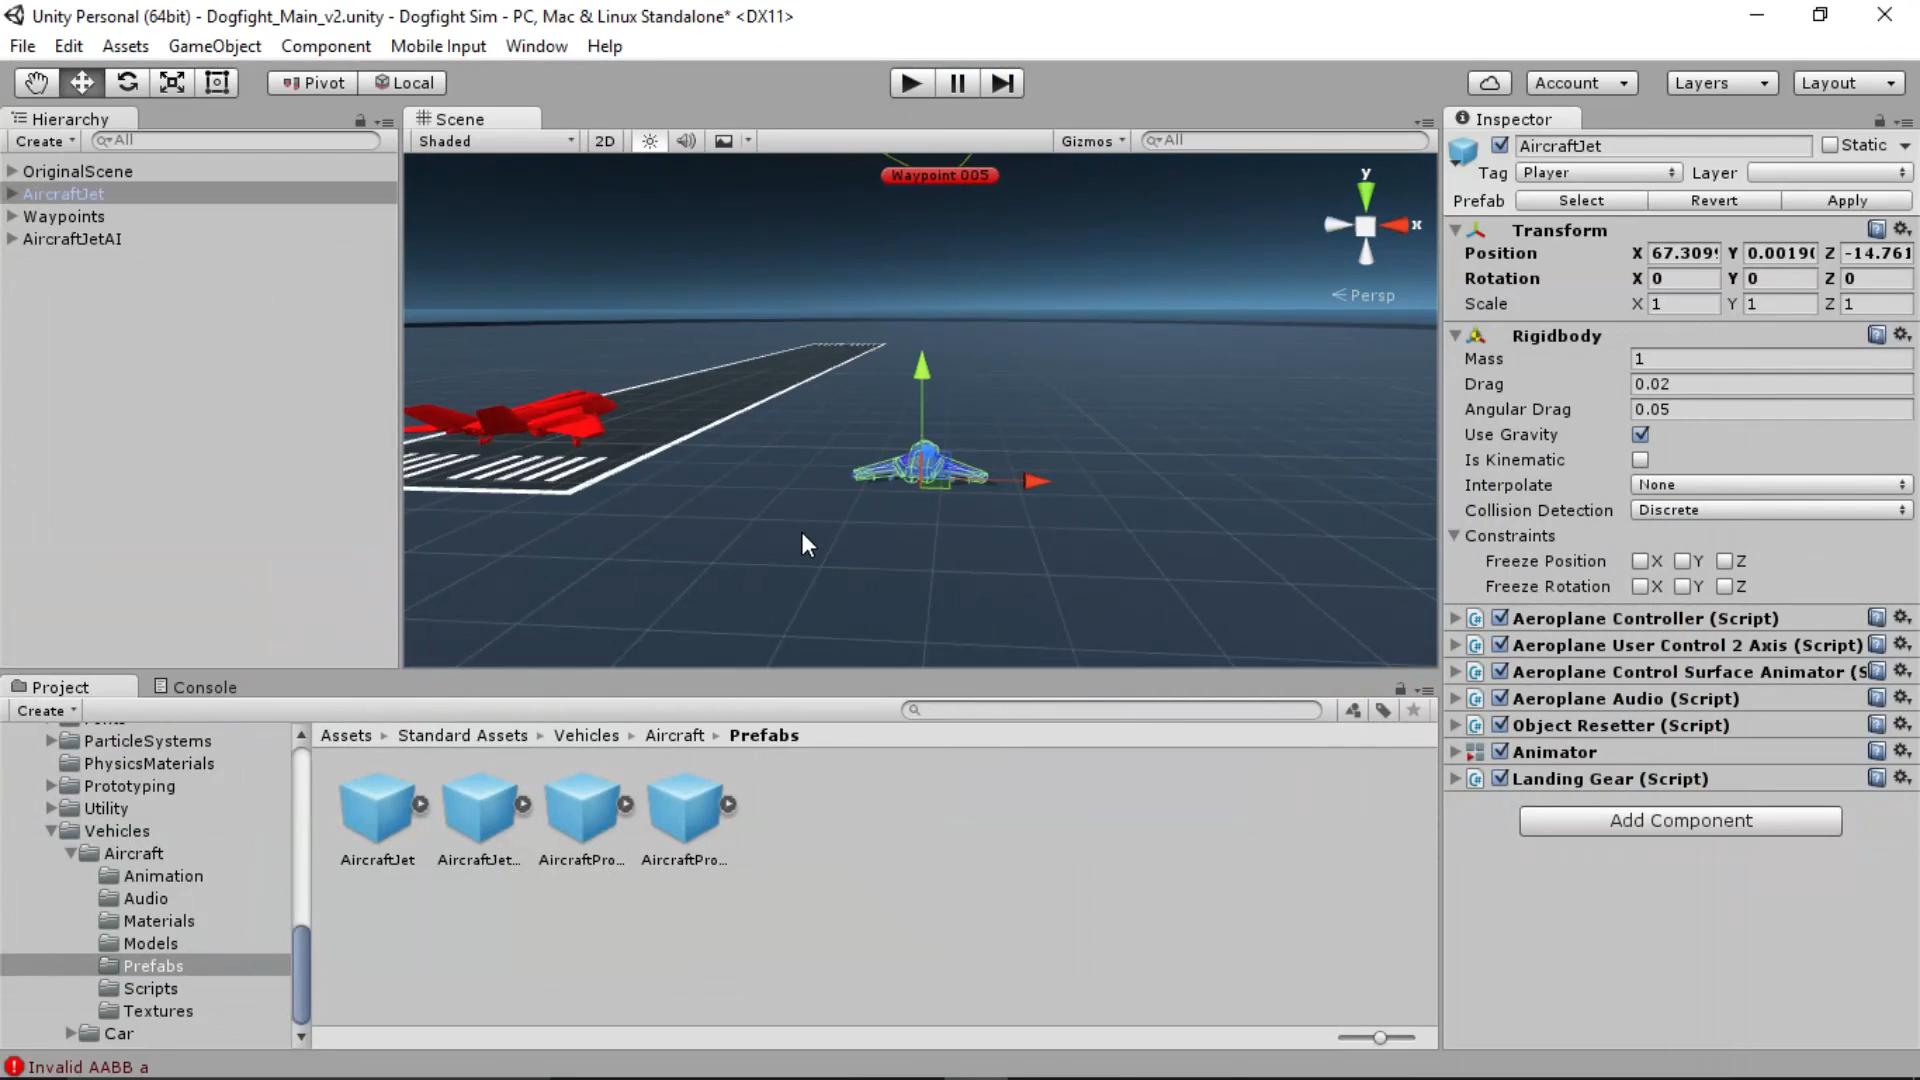 Unity Personal (64bit) - Dogfight_Main_v2.unity - Dogfight Sim - PC, Mac & Linux Standalone* <DX11>
File Edit Assets GameObject Component Mobile Input Window Help
Pivot Local Account Layers Layout
Hierarchy
Create All
OriginalScene
AircraftJet
Waypoints
AircraftJetAI
Scene
Shaded 2D Gizmos All
Waypoint 005
y
x
Persp
Inspector
AircraftJet Static
Tag Player Layer
Prefab Select Revert Apply
Transform
Position X 67.309 Y 0.0019 Z -14.761
Rotation X 0 Y 0 Z 0
Scale X 1 Y 1 Z 1
Rigidbody
Mass 1
Drag 0.02
Angular Drag 0.05
Use Gravity
Is Kinematic
Interpolate None
Collision Detection Discrete
Constraints
Freeze Position X Y Z
Freeze Rotation X Y Z
Aeroplane Controller (Script)
Aeroplane User Control 2 Axis (Script)
Aeroplane Control Surface Animator (S
Aeroplane Audio (Script)
Object Resetter (Script)
Animator
Landing Gear (Script)
Add Component
Project Console
Create
ParticleSystems
PhysicsMaterials
Prototyping
Utility
Vehicles
Aircraft
Animation
Audio
Materials
Models
Prefabs
Scripts
Textures
Car
Assets Standard Assets Vehicles Aircraft Prefabs
AircraftJet AircraftJet... AircraftPro... AircraftPro...
Invalid AABB a